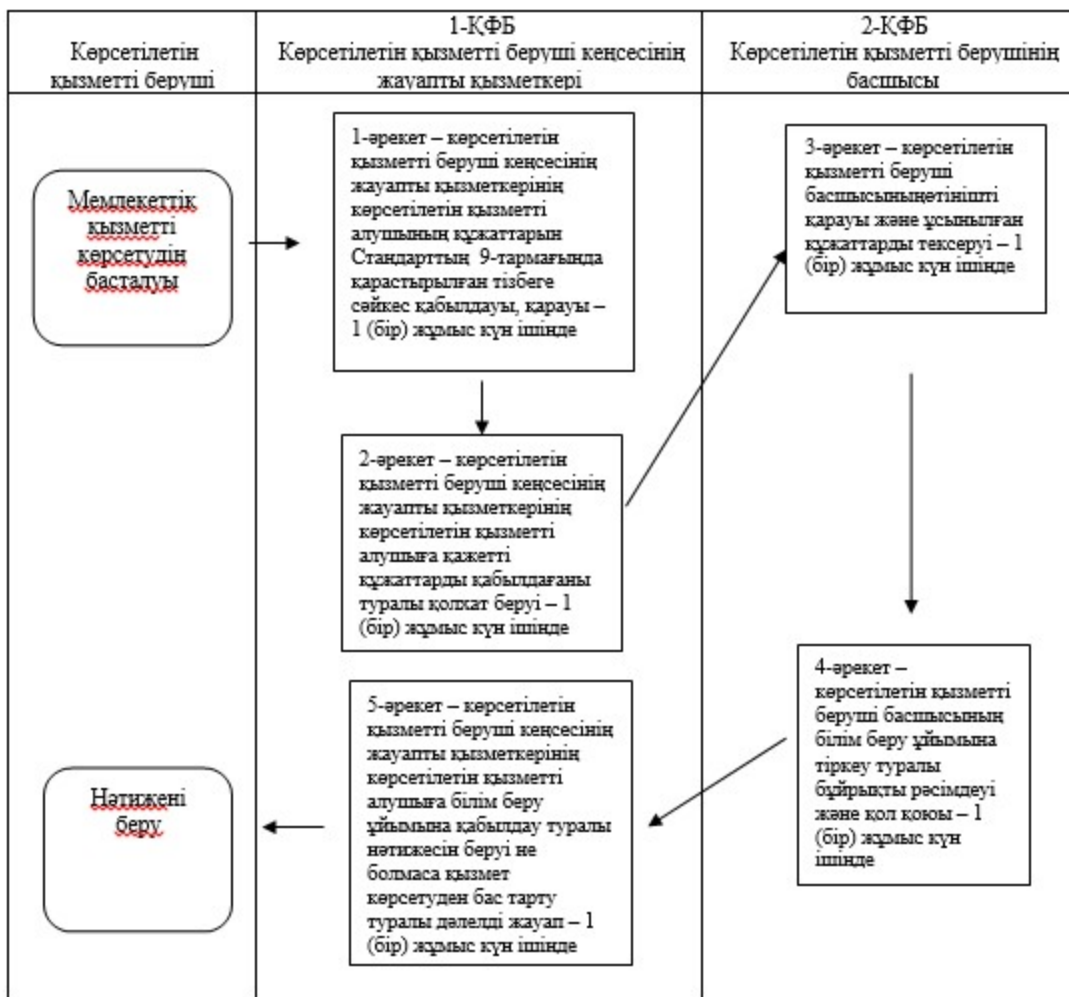 Көрсетілетін
қызметті беруші
1-ҚФБ
Көрсетілетін қызметті беруші кеңсесінің
жауапты қызметкері
2-ҚФБ
Көрсетілетін қызметті берушінің
басшысы
Мемлекеттік
қызметті
көрсетудің
басталуы
1-әрекет – көрсетілетін
қызметті беруші кеңсесінің
жауапты қызметкерінің
көрсетілетін қызметті
алушының құжаттарын
Стандарттың 9-тармағында
қарастырылған тізбеге
сәйкес қабылдауы, қарауы –
1 (бір) жұмыс күн ішінде
2-әрекет – көрсетілетін
қызметті беруші кеңсесінің
жауапты қызметкерінің
көрсетілетін қызметті
алушыға қажетті
құжаттарды қабылдағаны
туралы қолхат беруі – 1
(бір) жұмыс күн ішінде
3-әрекет – көрсетілетін
қызметті беруші
басшысыныңөтінішті
қарауы және ұсынылған
құжаттарды тексеруі – 1
(бір) жұмыс күн ішінде
4-әрекет –
көрсетілетін қызметті
беруші басшысының
білім беру ұйымына
тіркеу туралы
бұйрықты рәсімдеуі
және қол қоюы – 1
(бір) жұмыс күн
ішінде
5-әрекет – көрсетілетін
қызметті беруші кеңсесінің
жауапты қызметкерінің
көрсетілетін қызметті
алушыға білім беру
ұйымына қабылдау туралы
нәтижесін беруі не
болмаса қызмет
көрсетуден бас тарту
туралы дәлелді жауап – 1
(бір) жұмыс күн ішінде
Нәтижені
беру